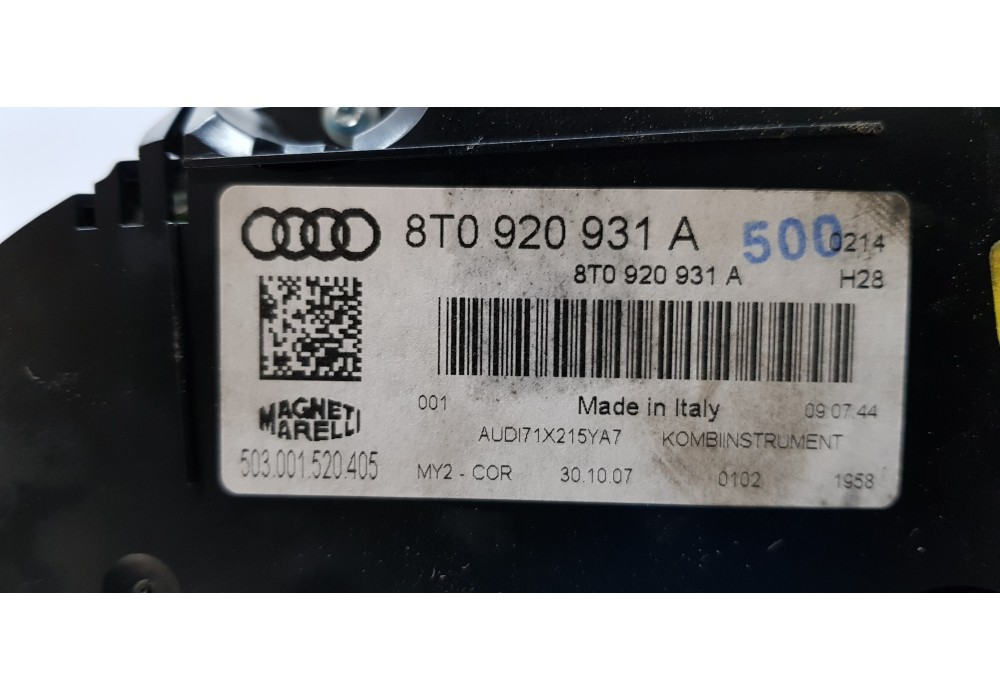 8T0 920 931 A 500 0214
8T0 920 931 A H28
001 Made in Italy 09 07 44
MAGNETI MARELLI
AUDI71X215YA7 KOMBIINSTRUMENT
503.001.520.405
MY2 - COR 30.10.07 0102 1958